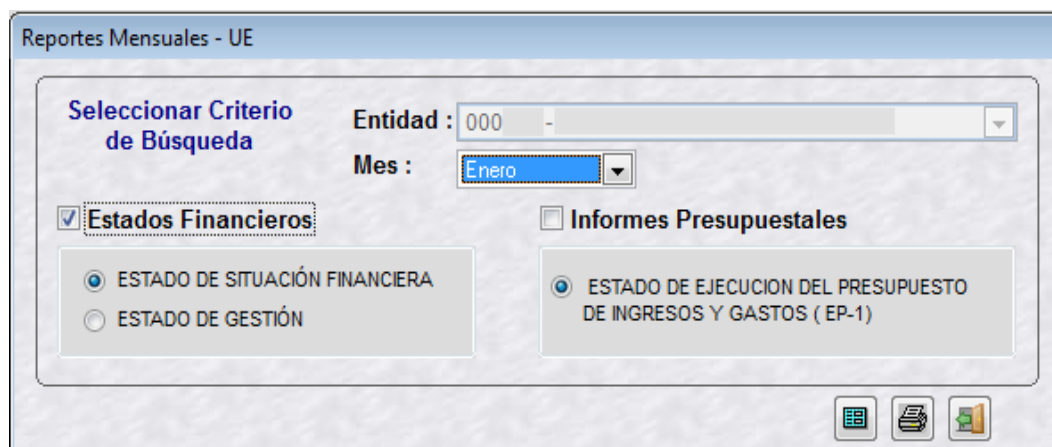 Reportes Mensuales - UE
Seleccionar Criterio
de Búsqueda
Entidad : 000 -
Mes : Enero
Estados Financieros
ESTADO DE SITUACIÓN FINANCIERA
ESTADO DE GESTIÓN
Informes Presupuestales
ESTADO DE EJECUCION DEL PRESUPUESTO
DE INGRESOS Y GASTOS ( EP-1)